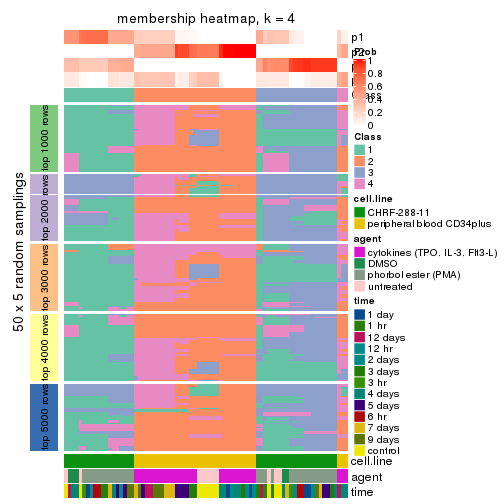 membership heatmap, k = 4
p1
p2
Prob
1
0.8
0.6
0.4
0.2
0
Class
1
2
3
4
cell.line
CHRF-288-11
peripheral blood CD34plus
agent
cytokines (TPO, IL-3, Flt3-L)
DMSO
phorbol ester (PMA)
untreated
time
1 day
1 hr
12 days
12 hr
2 days
3 days
3 hr
4 days
5 days
6 hr
7 days
9 days
control
50 x 5 random samplings
top 1000 rows
top 2000 rows
top 3000 rows
top 4000 rows
top 5000 rows
cell.line
agent
time